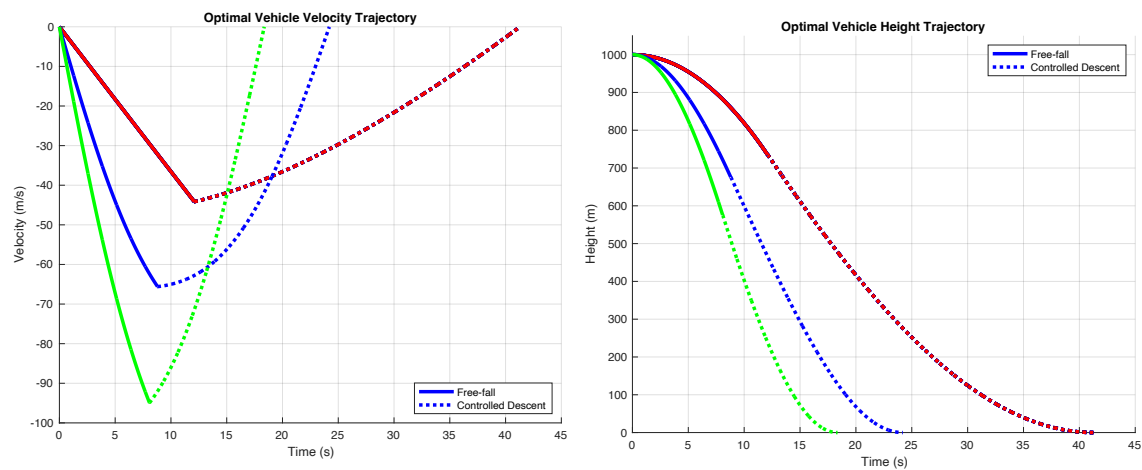 Optimal Vehicle Velocity Trajectory
0
-10
-20
-30
-40
-50
-60
-70
-80
-90
-100
Velocity (m/s)
0 5 10 15 20 25 30 35 40 45
Time (s)
Free-fall
Controlled Descent
Optimal Vehicle Height Trajectory
1000
900
800
700
600
500
400
300
200
100
0
Height (m)
0 5 10 15 20 25 30 35 40 45
Time (s)
Free-fall
Controlled Descent